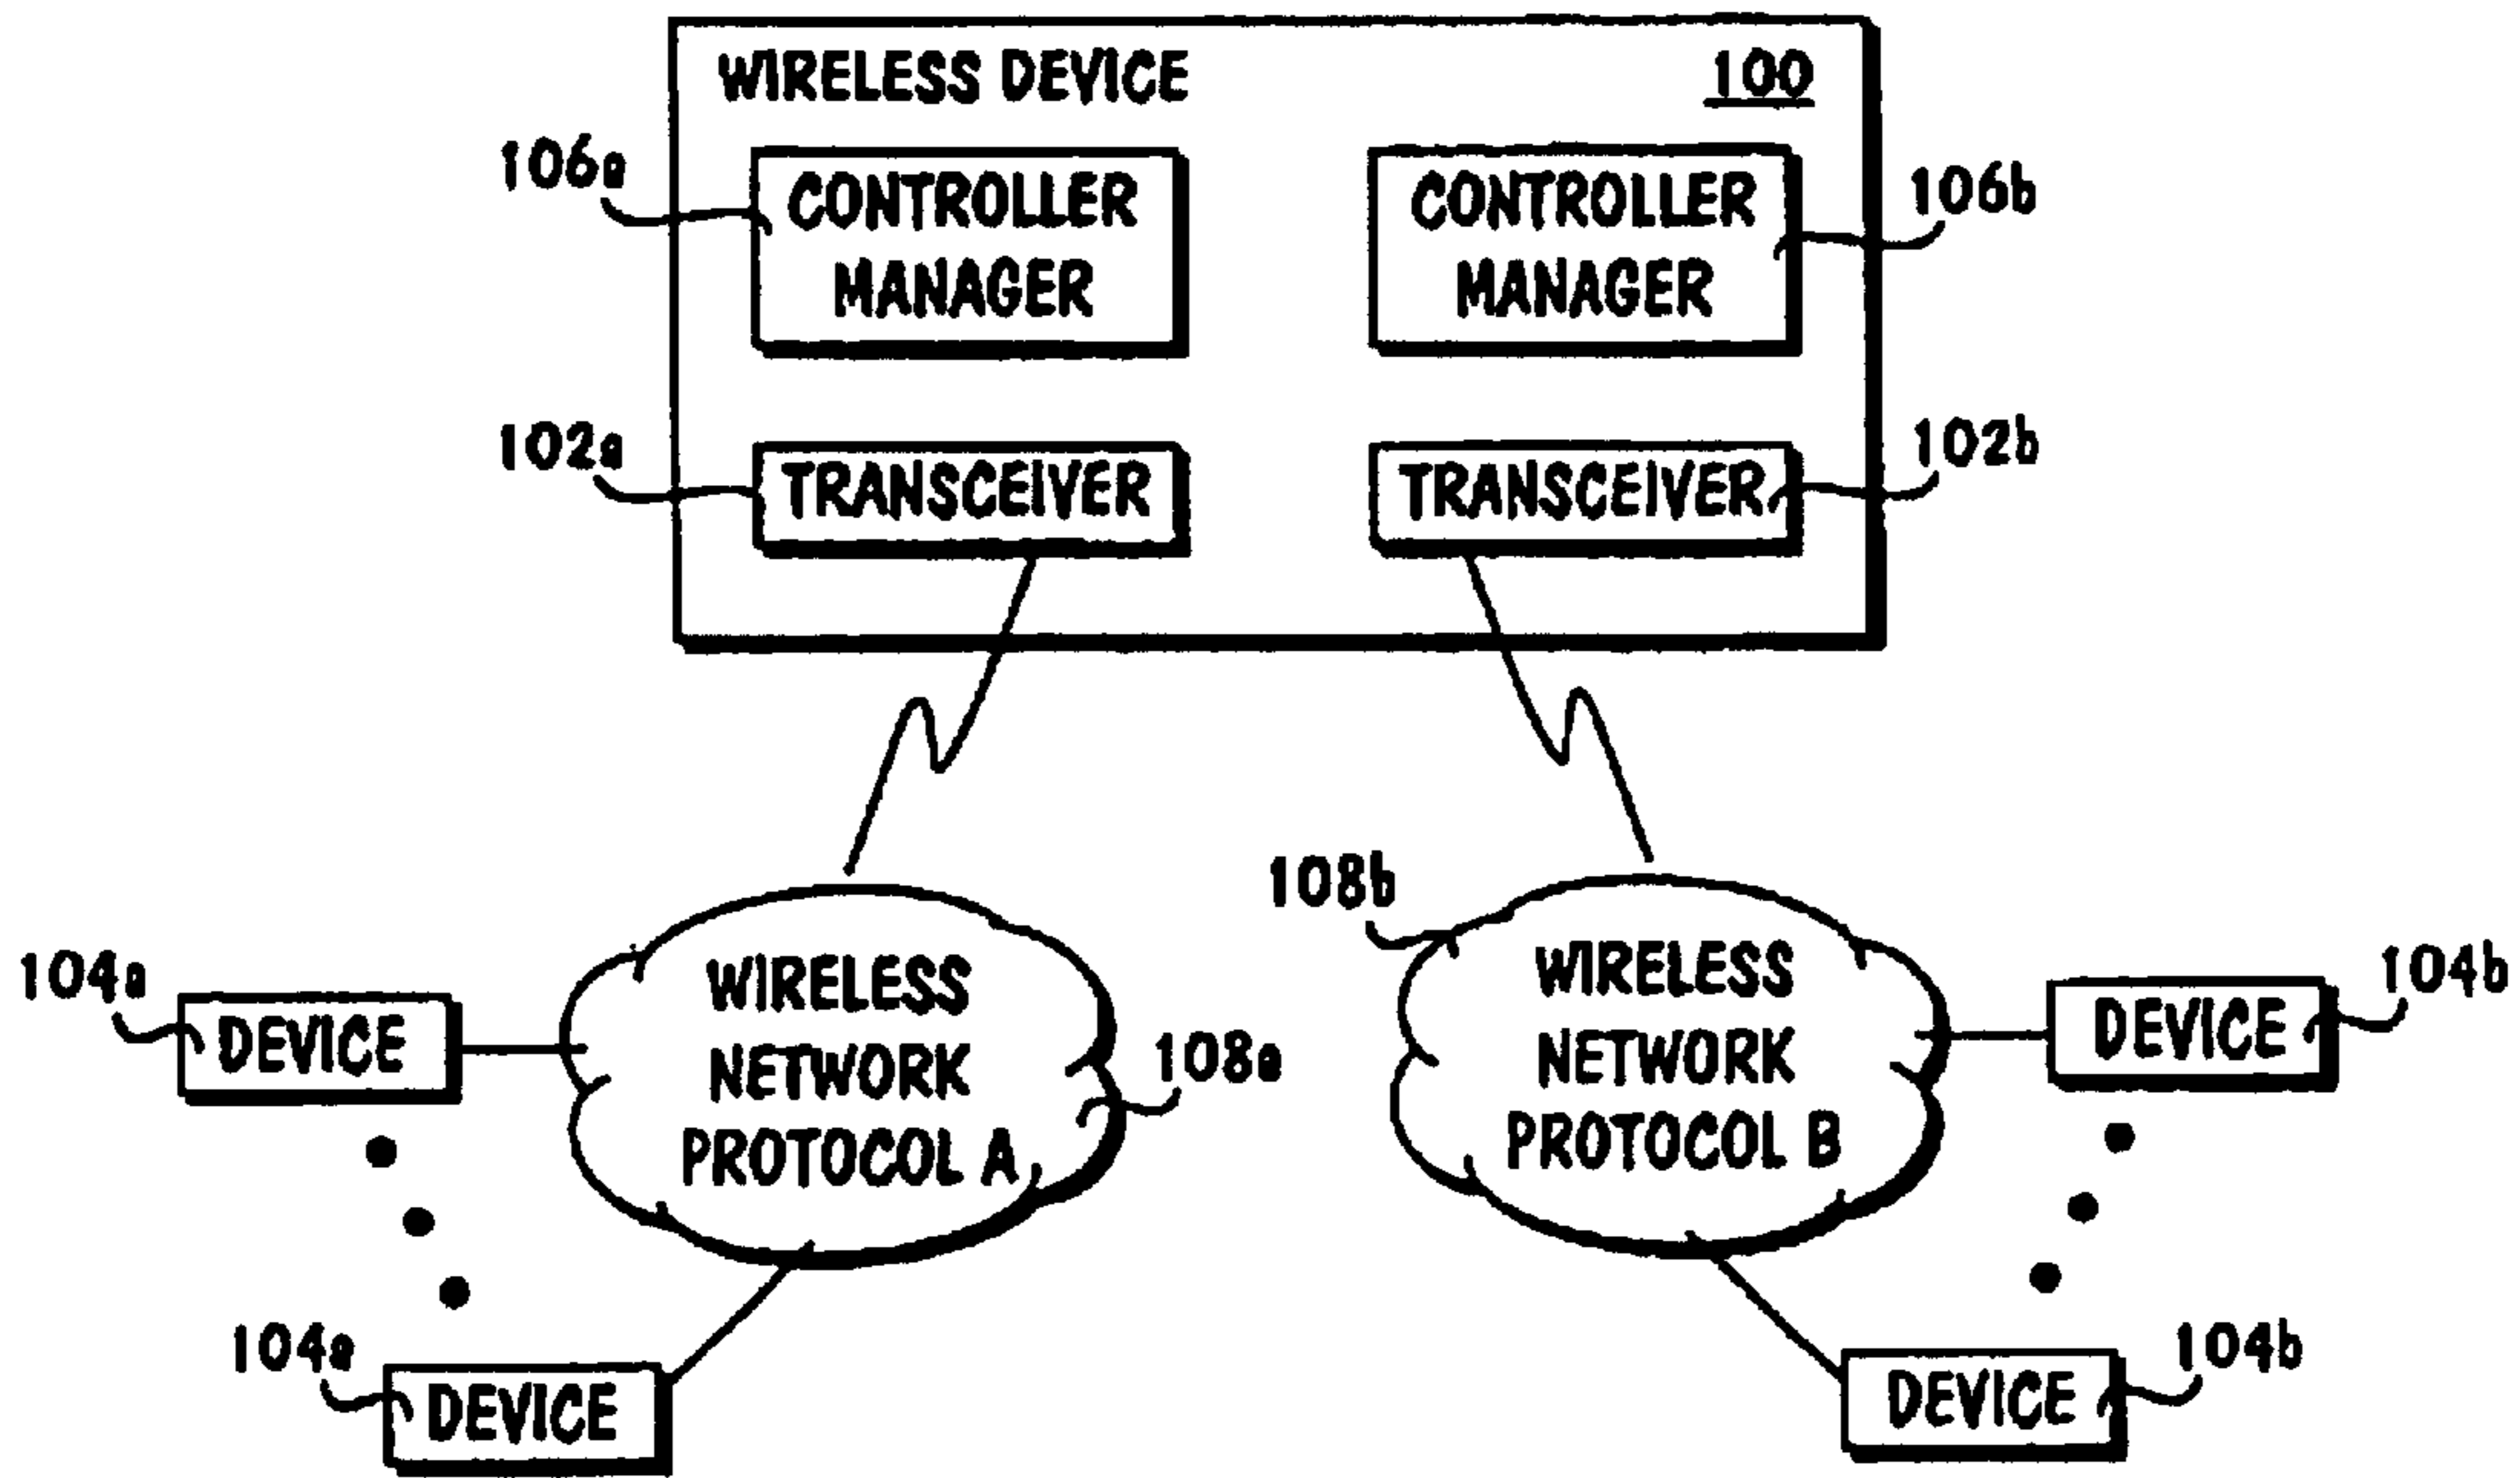 WIRELESS DEVICE
100
106a
CONTROLLER
MANAGER
CONTROLLER
MANAGER
106b
102a
TRANSCEIVER
TRANSCEIVER
102b
108b
104a
DEVICE
WIRELESS
NETWORK
PROTOCOL A
108a
WIRELESS
NETWORK
PROTOCOL B
DEVICE
104b
104a
DEVICE
DEVICE
104b